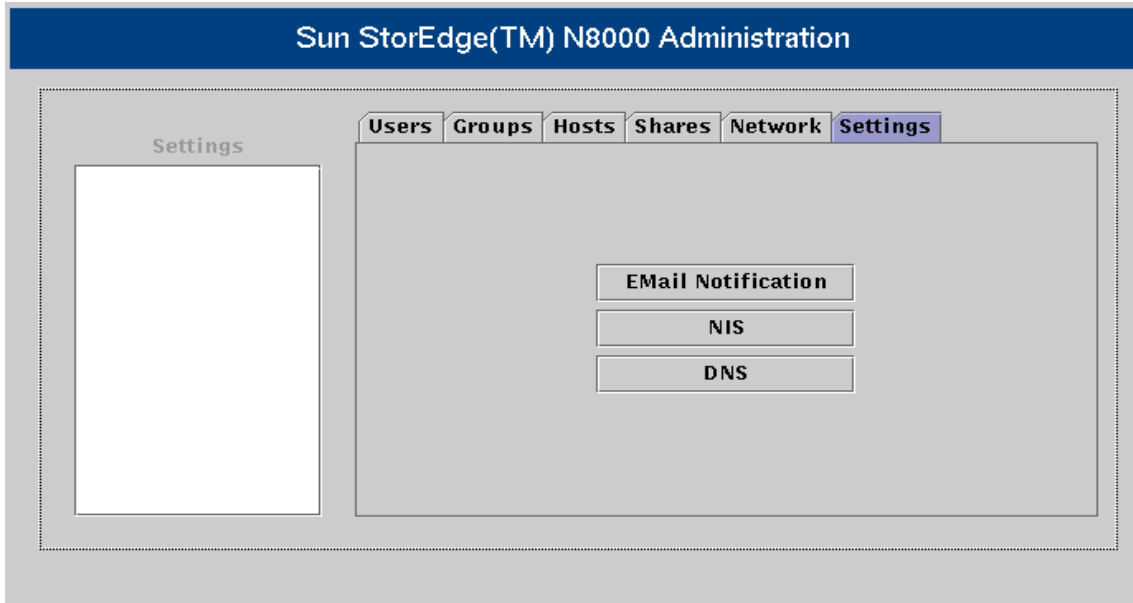 Sun StorEdge(TM) N8000 Administration
Settings
Users Groups Hosts Shares Network Settings
EMail Notification
NIS
DNS